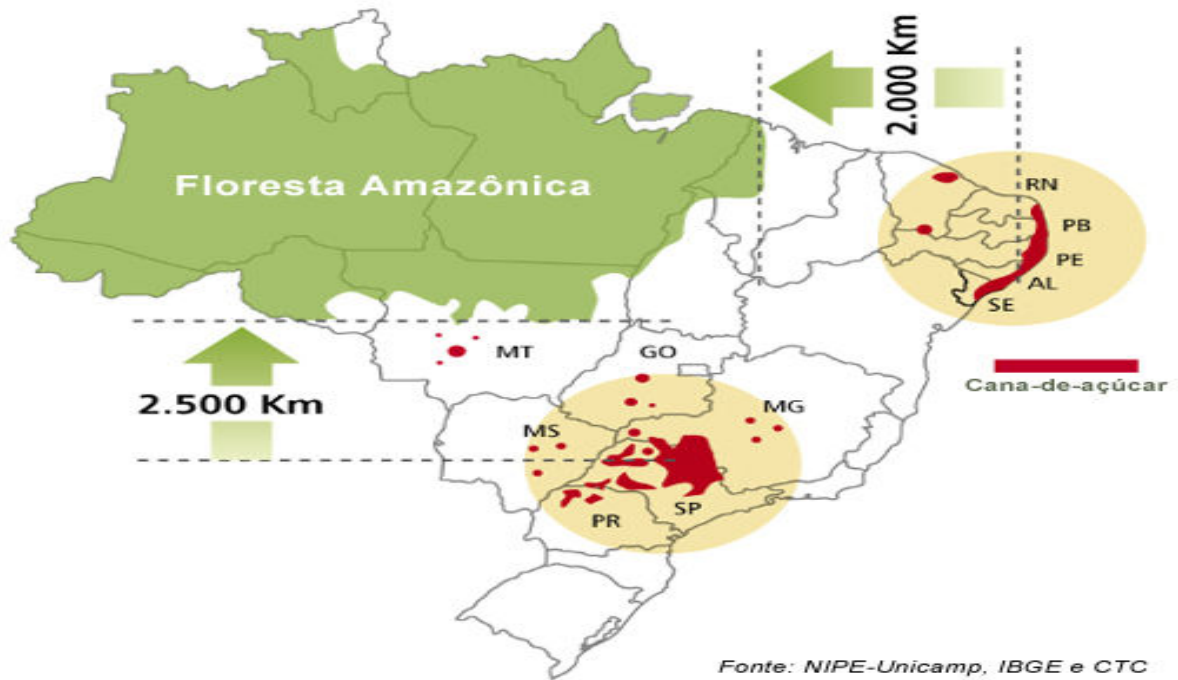 2.000 Km
Floresta Amazônica
RN
PB
PE
AL
SE
MT
GO
Cana-de-açúcar
2.500 Km
MG
MS
SP
PR
Fonte: NIPE-Unicamp, IBGE e CTC